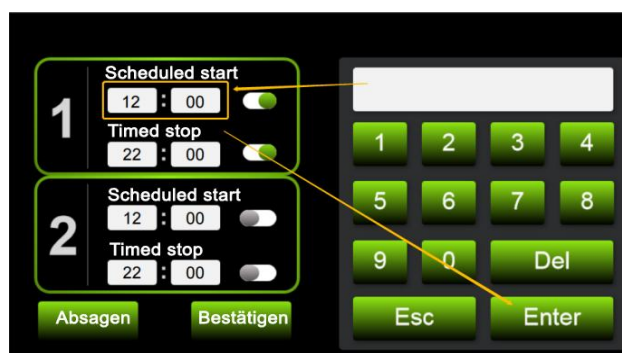 1
Scheduled start
12 : 00
Timed stop
22 : 00
2
Scheduled start
12 : 00
Timed stop
22 : 00
Absagen
Bestätigen
1 2 3 4
5 6 7 8
9 0 Del
Esc Enter